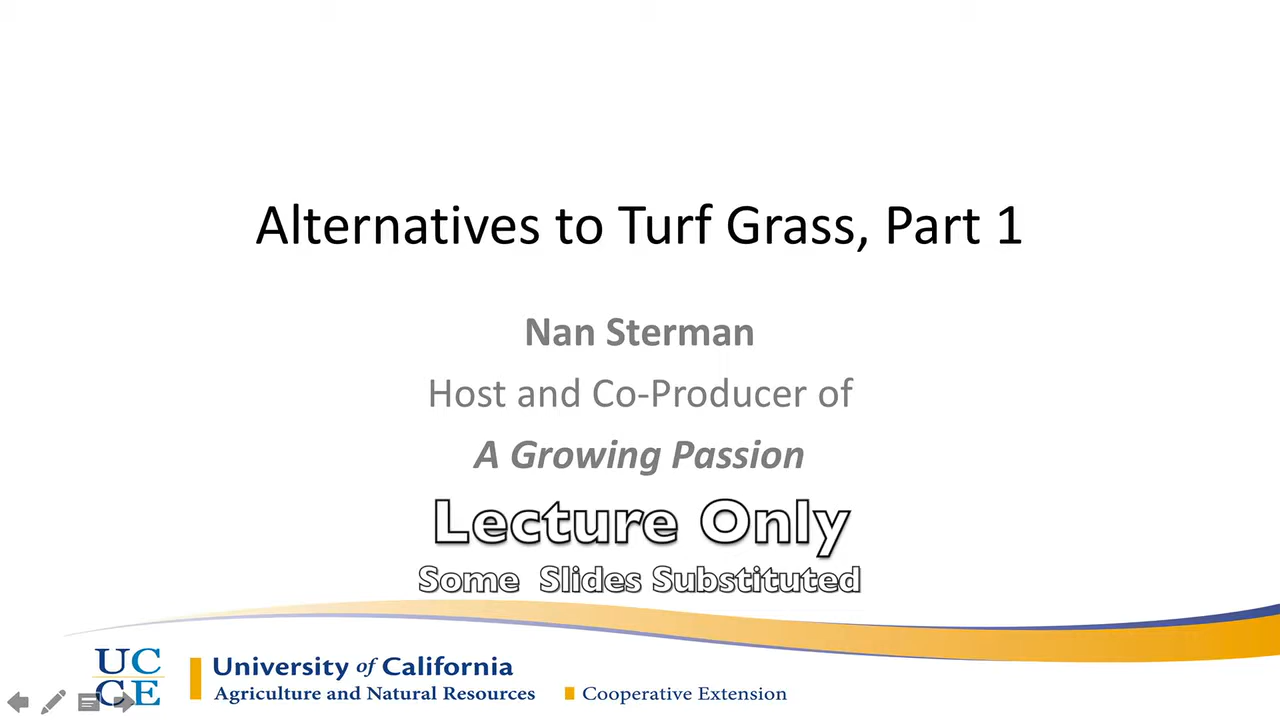 Alternatives to Turf Grass, Part 1
Nan Sterman
Host and Co-Producer of
A Growing Passion
Lecture Only
Some Slides Substituted
UC
CE
University of California
Agriculture and Natural Resources
Cooperative Extension